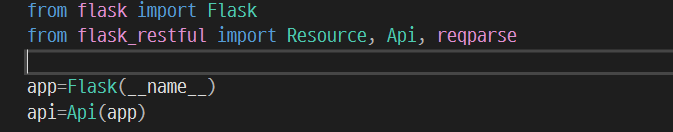 from flask import Flask
from flask_restful import Resource, Api, reqparse
app=Flask(__name__)
api=Api(app)